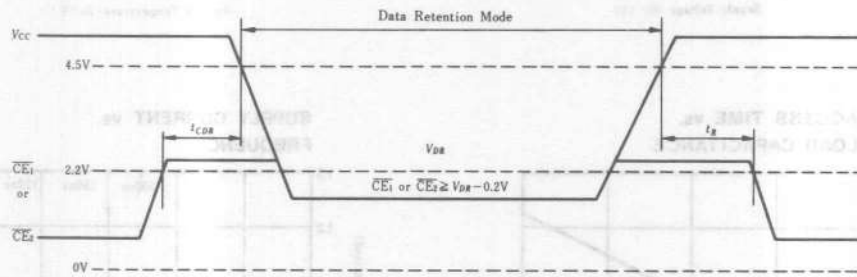 Data Retention Mode
Vcc
4.5V
tCDR
tR
VDR
CE1
2.2V
or
CE1 or CE2 ≧ VDR−0.2V
CE2
0V